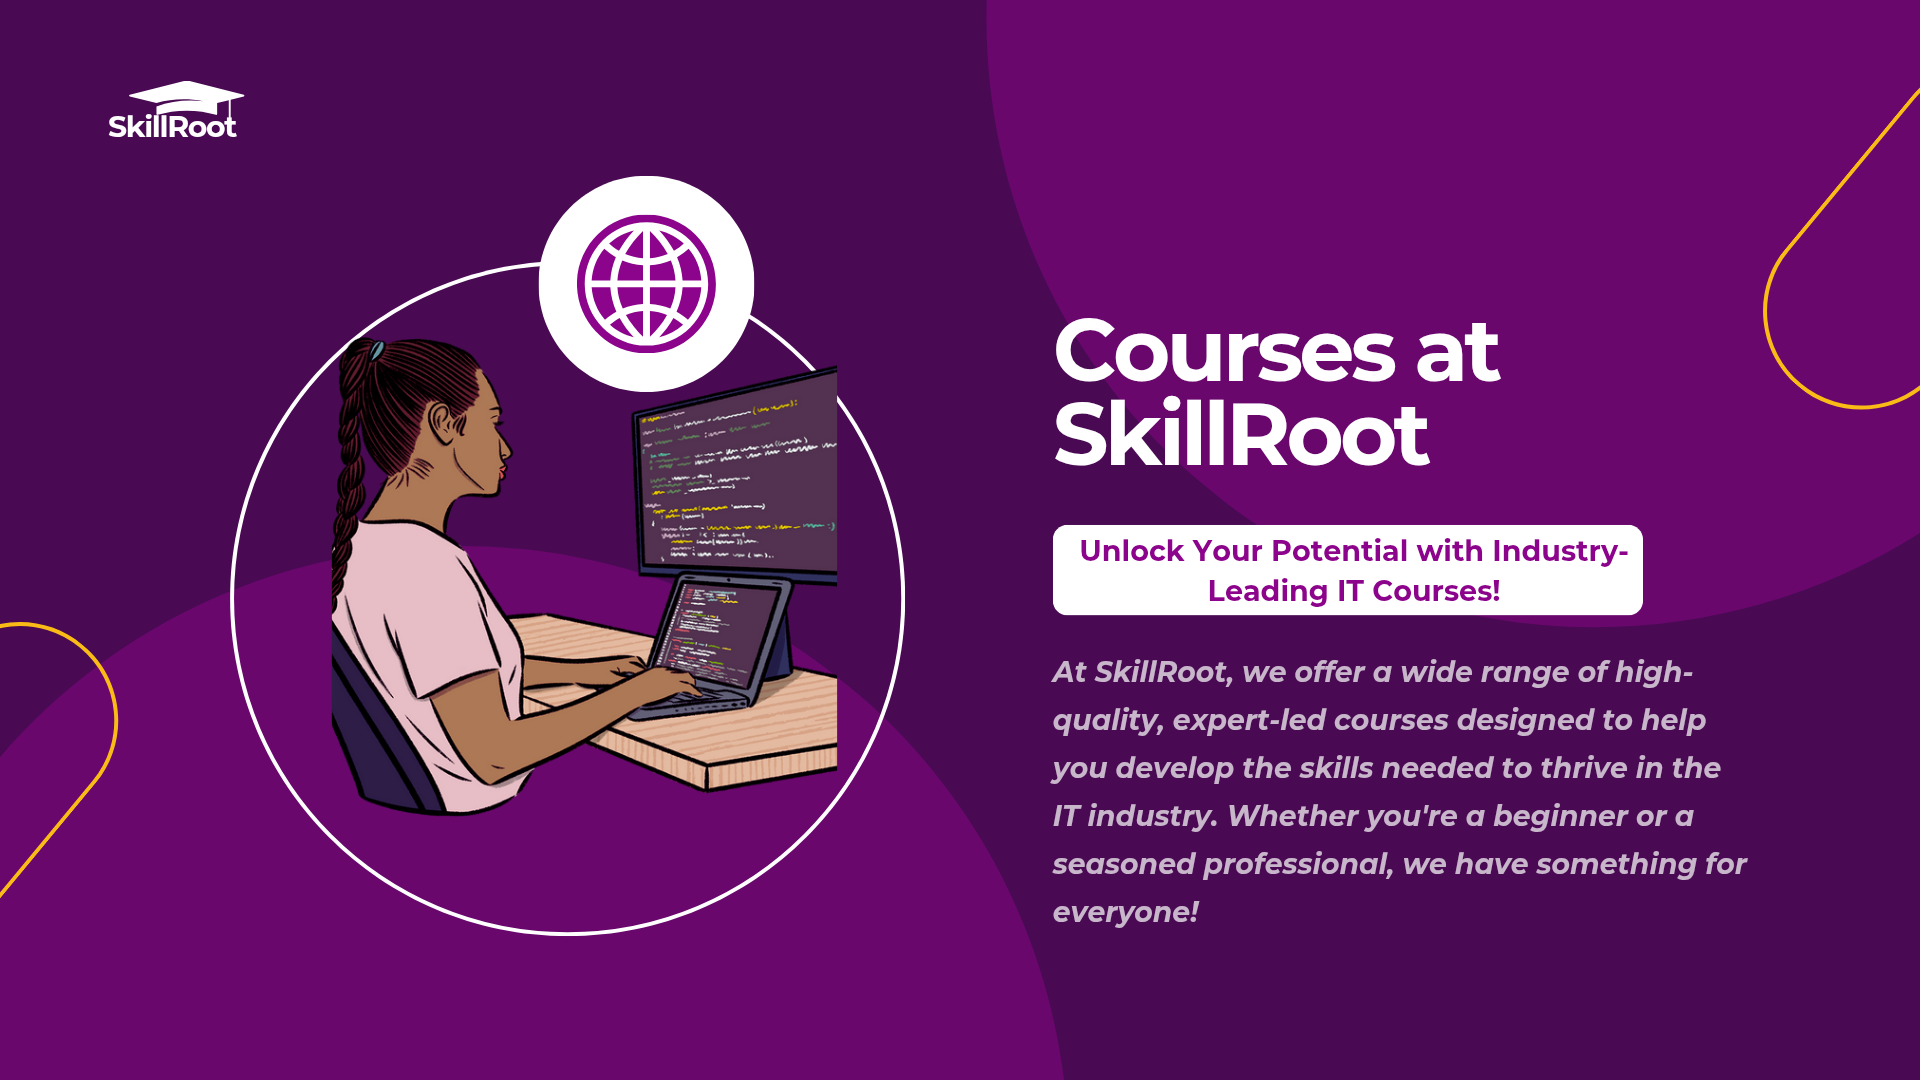 SkillRoot
Courses at
SkillRoot
Unlock Your Potential with Industry-
Leading IT Courses!
At SkillRoot, we offer a wide range of high-
quality, expert-led courses designed to help
you develop the skills needed to thrive in the
IT industry. Whether you're a beginner or a
seasoned professional, we have something for
everyone!